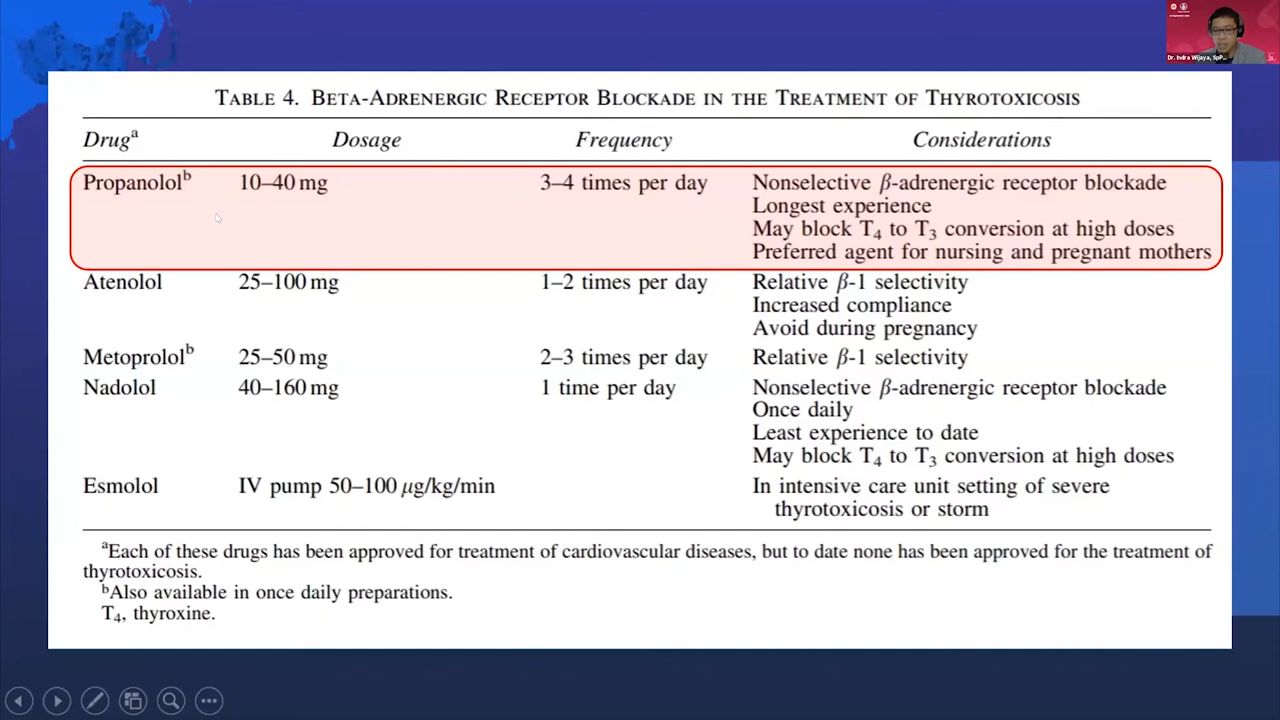 Dr. Indra Wijaya, SpP...
TABLE 4. BETA-ADRENERGIC RECEPTOR BLOCKADE IN THE TREATMENT OF THYROTOXICOSIS
Drugᵃ Dosage Frequency Considerations
Propanololᵇ 10–40 mg 3–4 times per day Nonselective β-adrenergic receptor blockade
Longest experience
May block T₄ to T₃ conversion at high doses
Preferred agent for nursing and pregnant mothers
Atenolol 25–100 mg 1–2 times per day Relative β-1 selectivity
Increased compliance
Avoid during pregnancy
Metoprololᵇ 25–50 mg 2–3 times per day Relative β-1 selectivity
Nadolol 40–160 mg 1 time per day Nonselective β-adrenergic receptor blockade
Once daily
Least experience to date
May block T₄ to T₃ conversion at high doses
Esmolol IV pump 50–100 μg/kg/min In intensive care unit setting of severe
thyrotoxicosis or storm
ᵃEach of these drugs has been approved for treatment of cardiovascular diseases, but to date none has been approved for the treatment of
thyrotoxicosis.
ᵇAlso available in once daily preparations.
T₄, thyroxine.